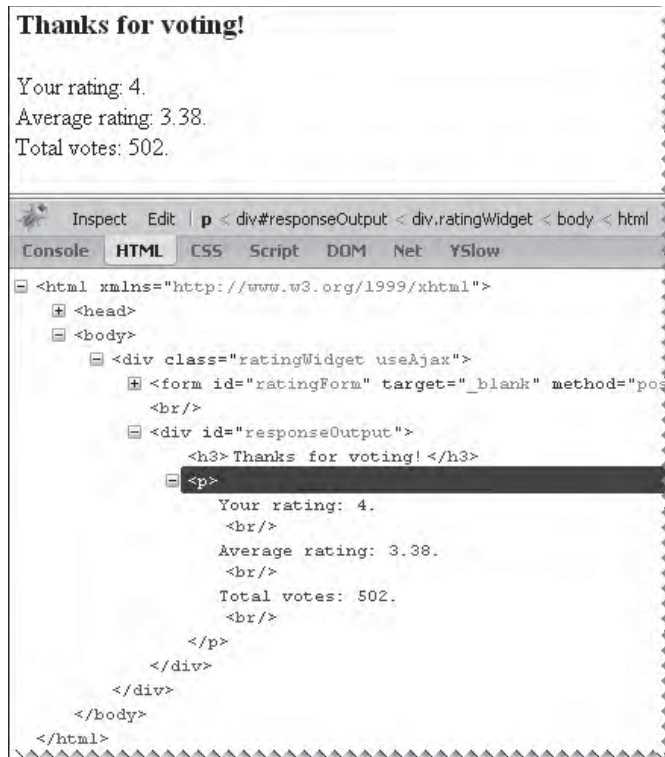 Thanks for voting!
Your rating: 4.
Average rating: 3.38.
Total votes: 502.
Inspect Edit | p < div#responseOutput < div.ratingWidget < body < html
Console HTML CSS Script DOM Net YSlow
<html xmlns="http://www.w3.org/1999/xhtml">
<head>
<body>
<div class="ratingWidget useAjax">
<form id="ratingForm" target="_blank" method="pos
<br/>
<div id="responseOutput">
<h3>Thanks for voting!</h3>
<p>
Your rating: 4.
<br/>
Average rating: 3.38.
<br/>
Total votes: 502.
<br/>
</p>
</div>
</div>
</body>
</html>